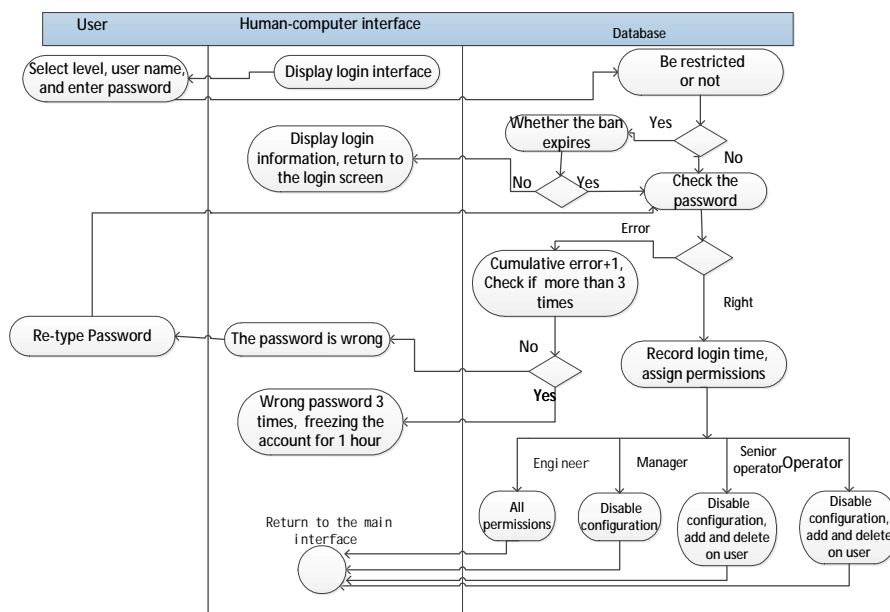 User
Human-computer interface
Database
Select level, user name,
and enter password
Display login interface
Be restricted
or not
Whether the ban
expires
Yes
No
Display login
information, return to
the login screen
No
Yes
Check the
password
Error
Cumulative error+1,
Check if more than 3
times
Right
Re-type Password
The password is wrong
No
Record login time,
assign permissions
Yes
Wrong password 3
times, freezing the
account for 1 hour
Engineer
Manager
Senior
operator
Operator
All
permissions
Disable
configuration
Disable
configuration,
add and delete
on user
Disable
configuration,
add and delete
on user
Return to the main
interface